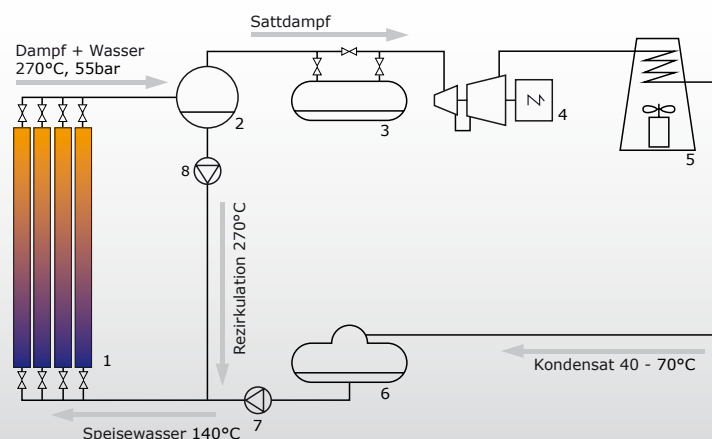 Sattdampf
Dampf + Wasser
270°C, 55bar
2
3
4
5
8
Rezirkulation 270°C
1
Kondensat 40 - 70°C
6
7
Speisewasser 140°C